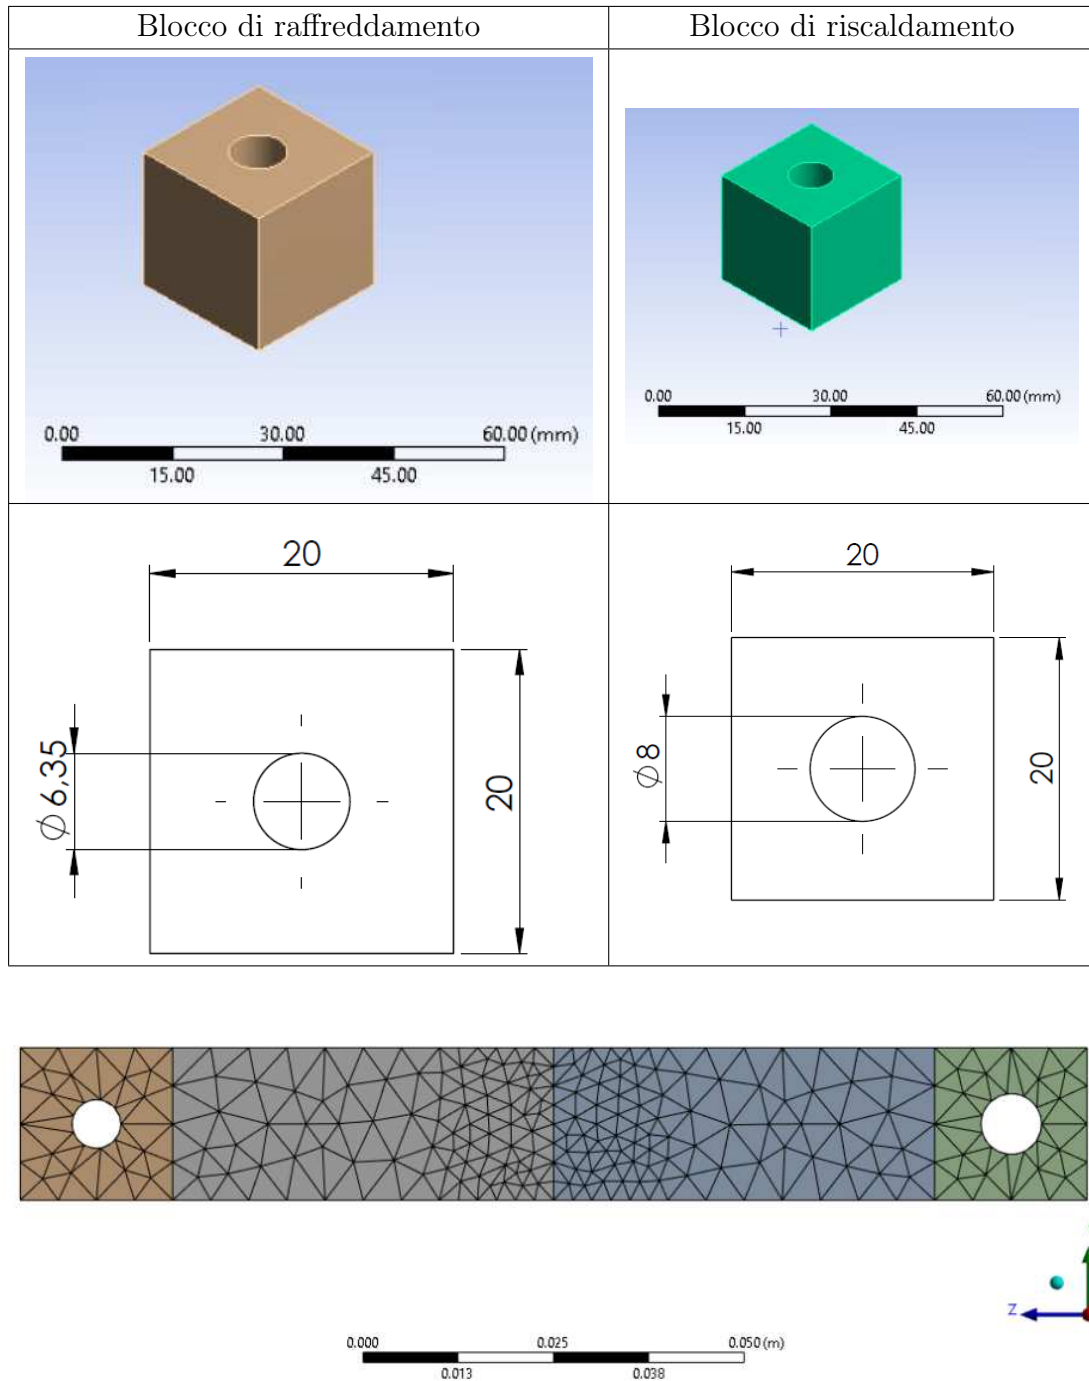 Blocco di raffreddamento
Blocco di riscaldamento
0.00 30.00 60.00 (mm)
15.00 45.00
0.00 30.00 60.00 (mm)
15.00 45.00
20
20
Ø 6,35
20
20
Ø 8
Z
0.000 0.025 0.050 (m)
0.013 0.038